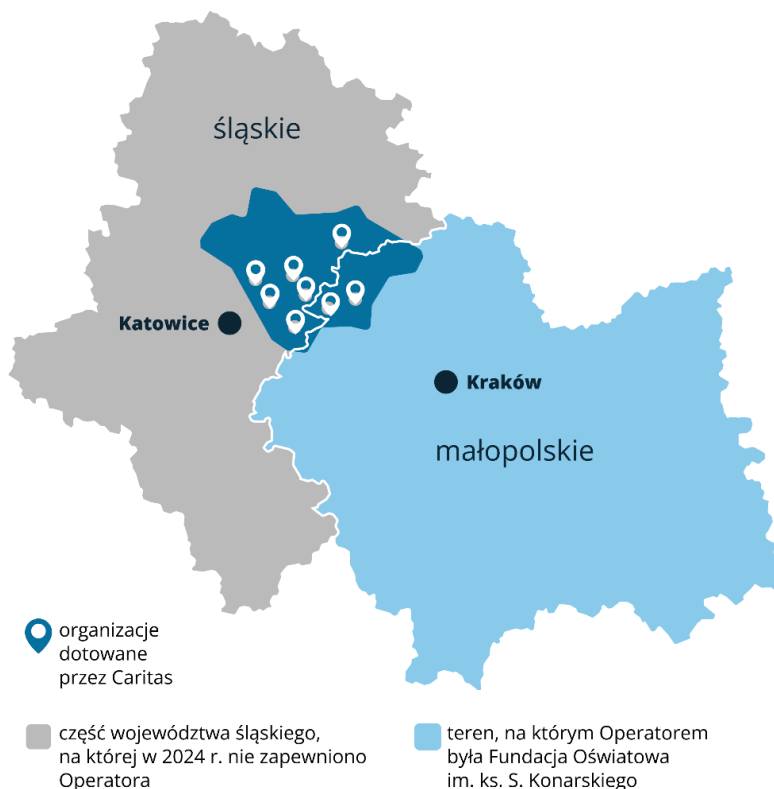 śląskie
Katowice
Kraków
małopolskie
organizacje
dotowane
przez Caritas
część województwa śląskiego,
na której w 2024 r. nie zapewniono
Operatora
teren, na którym Operatorem
była Fundacja Oświatowa
im. ks. S. Konarskiego